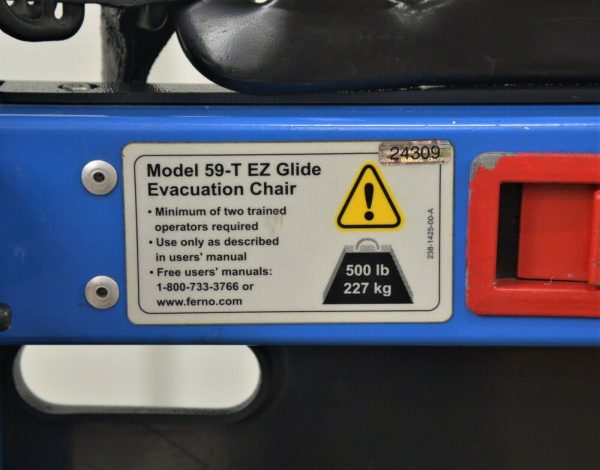 24309
Model 59-T EZ Glide
Evacuation Chair
• Minimum of two trained
operators required
• Use only as described
in users' manual
• Free users' manuals:
1-800-733-3766 or
www.ferno.com
500 lb
227 kg
238-1425-00-A